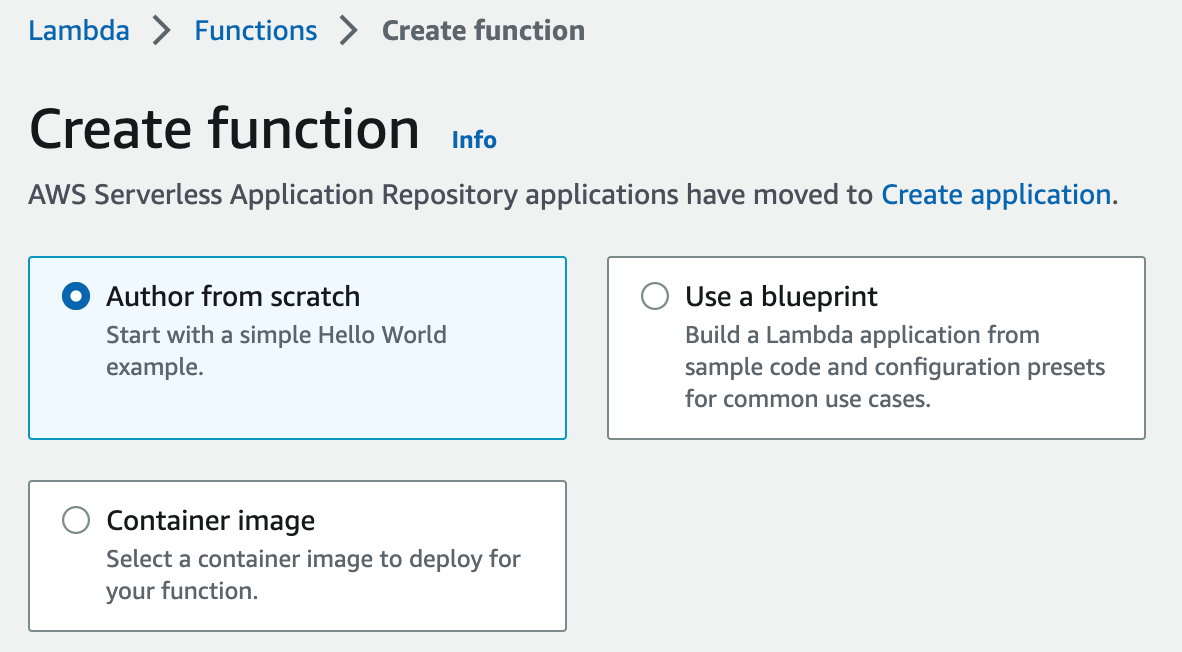 Lambda > Functions > Create function
Create function Info
AWS Serverless Application Repository applications have moved to Create application.
Author from scratch
Start with a simple Hello World
example.
Use a blueprint
Build a Lambda application from
sample code and configuration presets
for common use cases.
Container image
Select a container image to deploy for
your function.